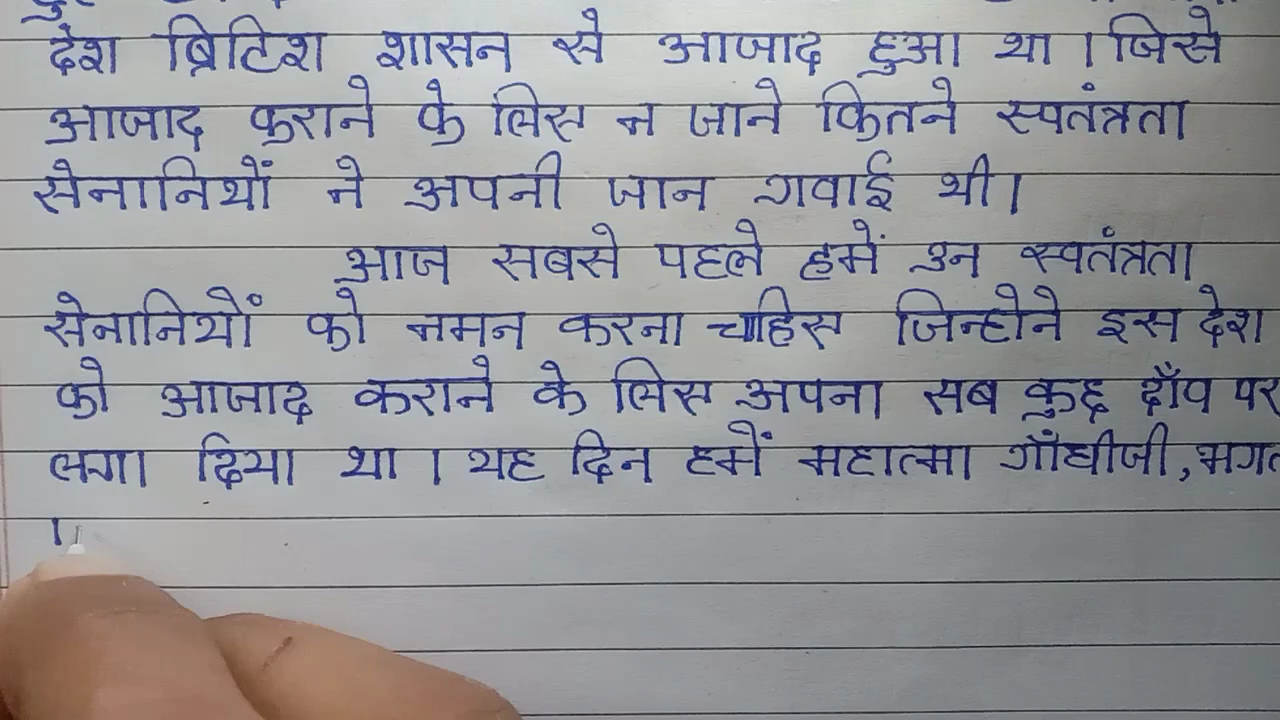 देश ब्रिटिश शासन से आजाद हुआ था । जिसे
आजाद कराने के लिस न जाने कितने स्वतंत्रता
सेनानियों ने अपनी जान गवाई थी।
आज सबसे पहले हमें उन स्वतंत्रता
सेनानियों को नमन करना चाहिस जिन्होने इस देश
को आजाद कराने के लिस अपना सब कुछ दाँव पर
लगा दिया था । यह दिन हमें महात्मा गाँधीजी, भगत